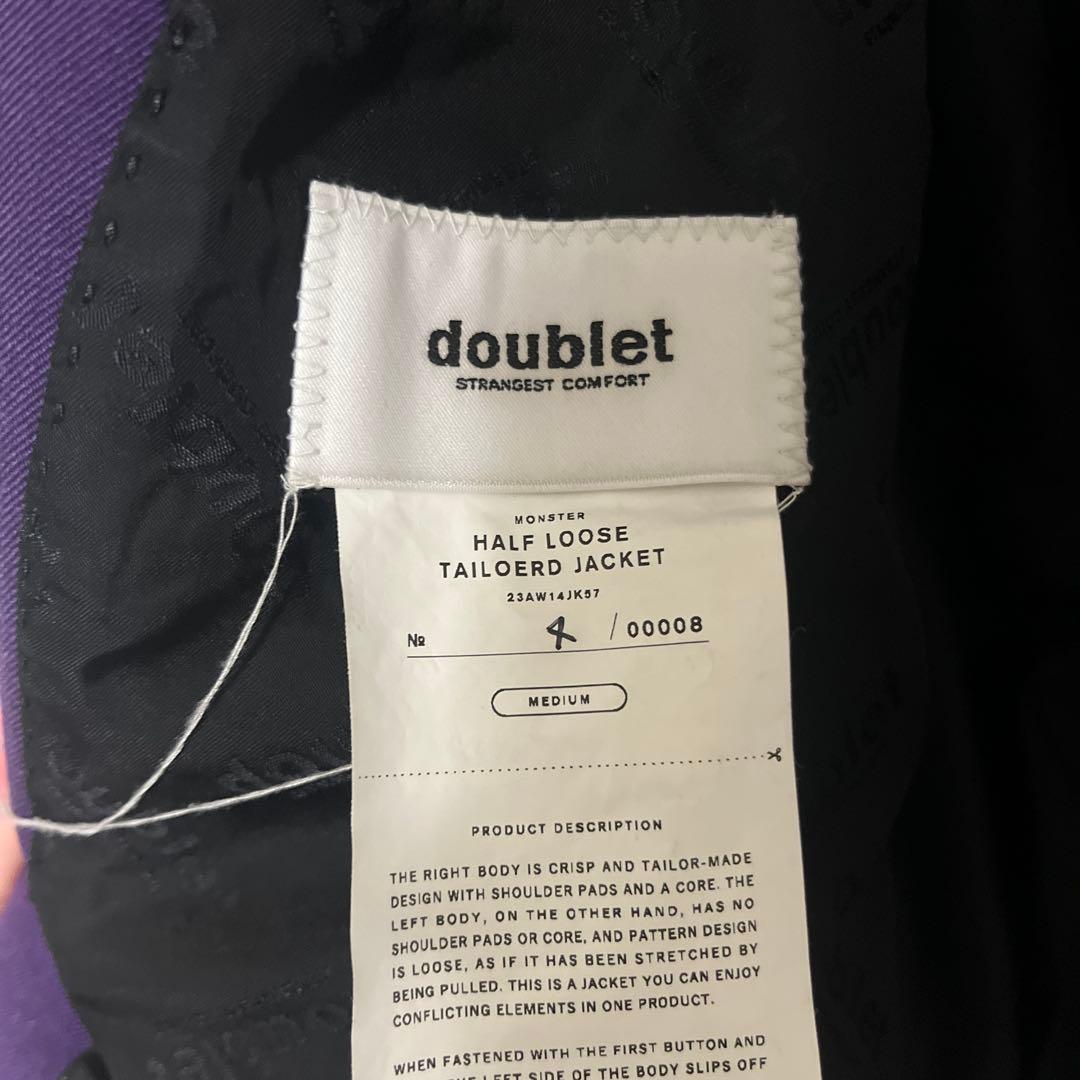 doublet
STRANGEST COMFORT
MONSTER
HALF LOOSE
TAILOERD JACKET
23AW14JK57
№ 4 / 00008
MEDIUM
PRODUCT DESCRIPTION
THE RIGHT BODY IS CRISP AND TAILOR-MADE
DESIGN WITH SHOULDER PADS AND A CORE. THE
LEFT BODY, ON THE OTHER HAND, HAS NO
SHOULDER PADS OR CORE, AND PATTERN DESIGN
IS LOOSE, AS IF IT HAS BEEN STRETCHED BY
BEING PULLED. THIS IS A JACKET YOU CAN ENJOY
CONFLICTING ELEMENTS IN ONE PRODUCT.
WHEN FASTENED WITH THE FIRST BUTTON AND
LEFT SIDE OF THE BODY SLIPS OFF